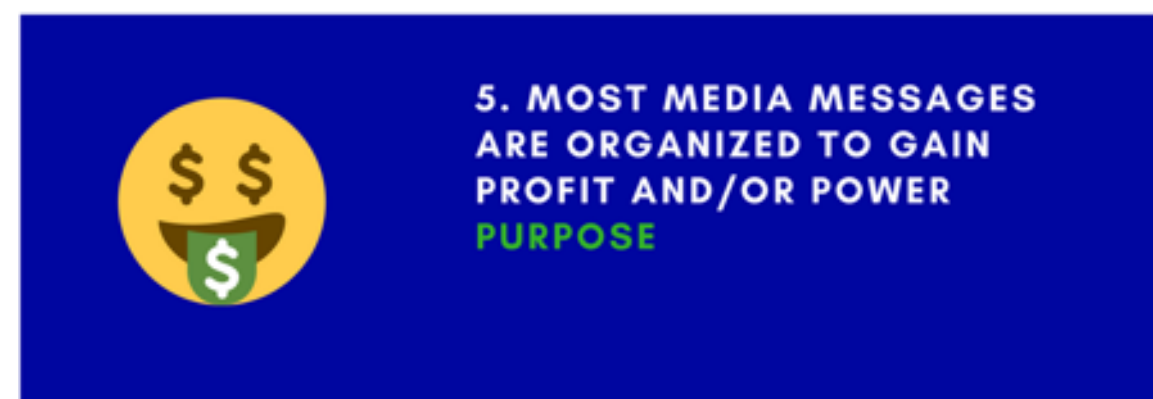 5. MOST MEDIA MESSAGES
ARE ORGANIZED TO GAIN
PROFIT AND/OR POWER
PURPOSE
$ $
$